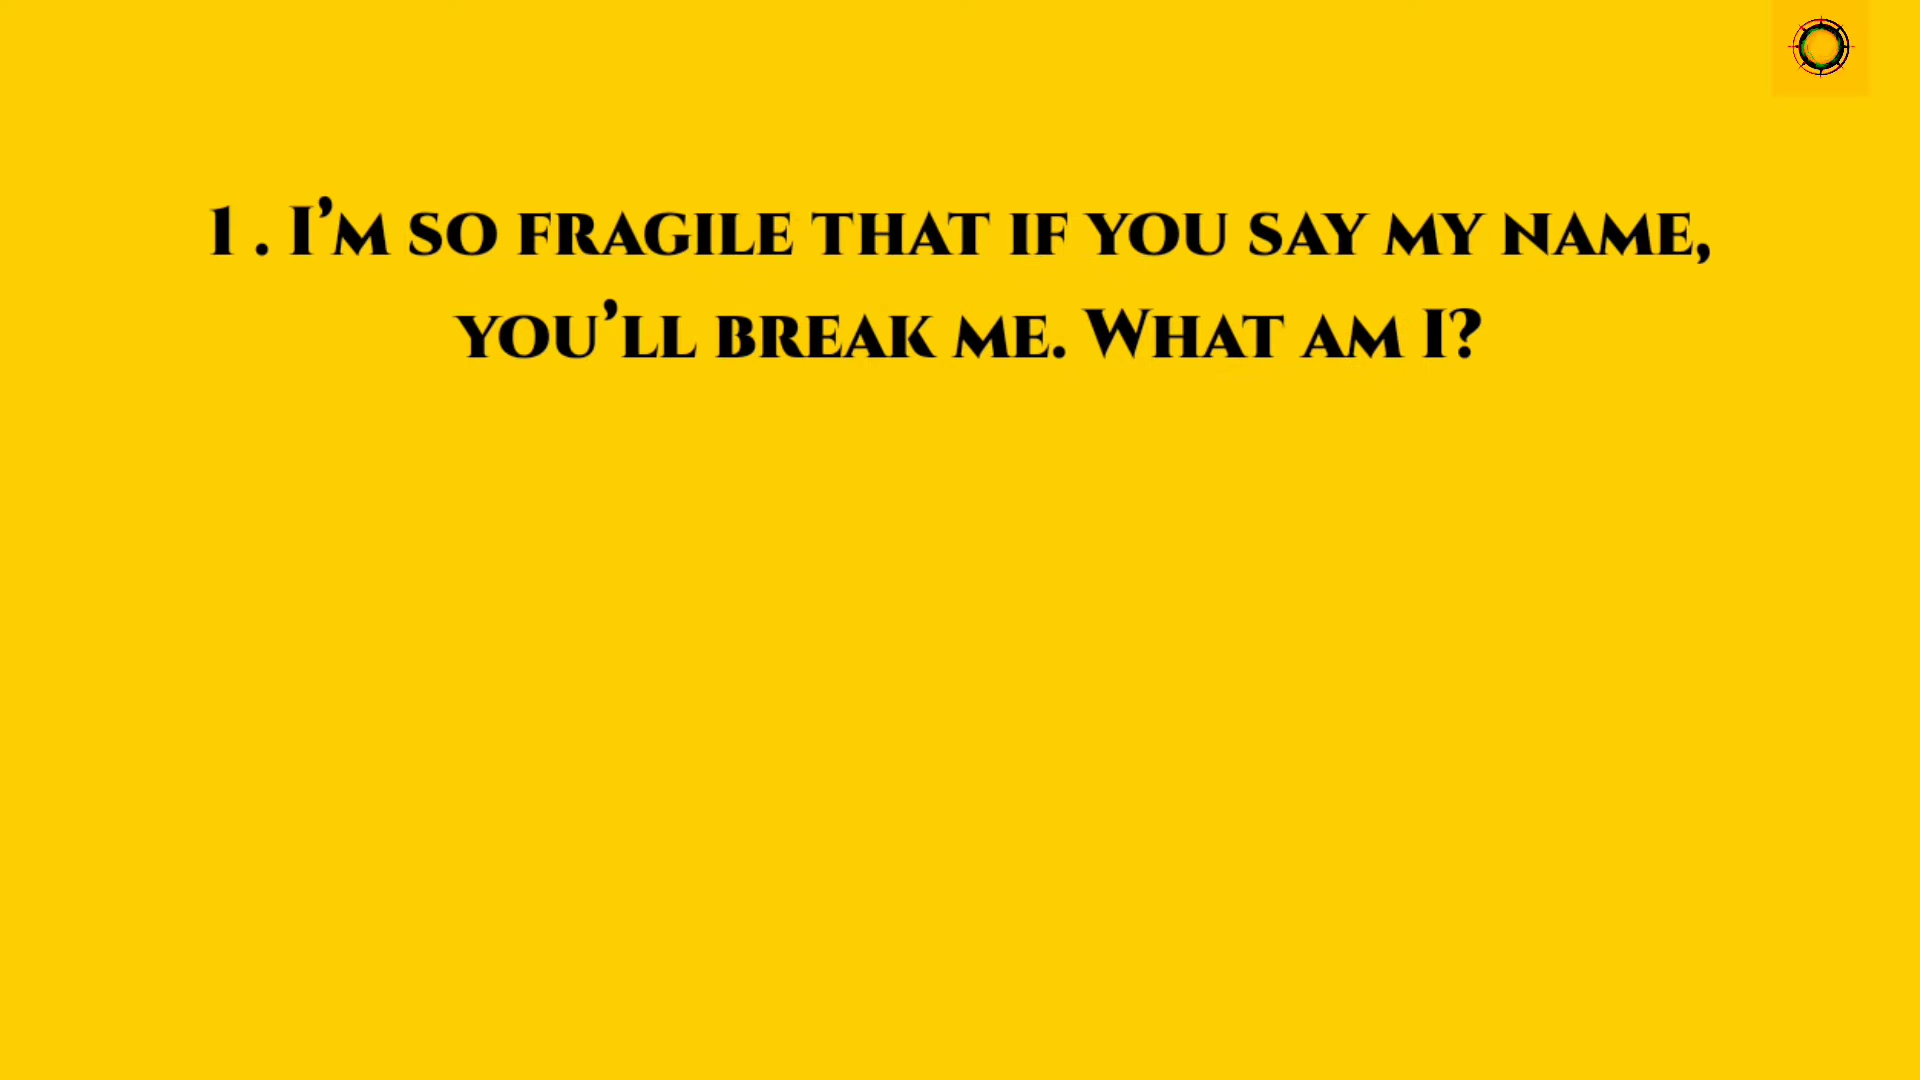 1 . I’m so fragile that if you say my name,
you’ll break me. What am I?